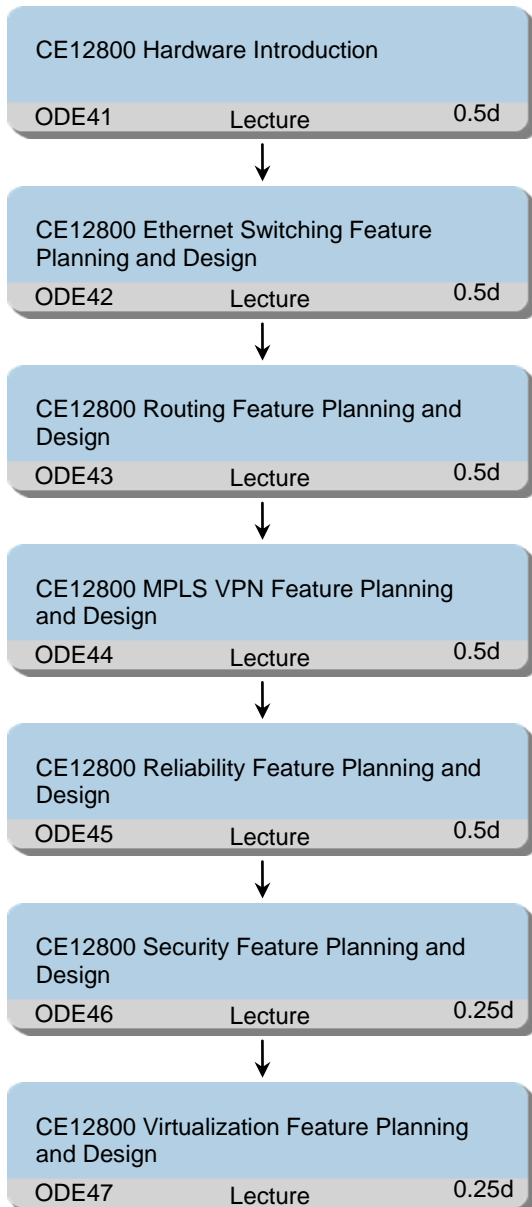 CE12800 Hardware Introduction
ODE41 Lecture 0.5d
CE12800 Ethernet Switching Feature
Planning and Design
ODE42 Lecture 0.5d
CE12800 Routing Feature Planning and
Design
ODE43 Lecture 0.5d
CE12800 MPLS VPN Feature Planning
and Design
ODE44 Lecture 0.5d
CE12800 Reliability Feature Planning and
Design
ODE45 Lecture 0.5d
CE12800 Security Feature Planning and
Design
ODE46 Lecture 0.25d
CE12800 Virtualization Feature Planning
and Design
ODE47 Lecture 0.25d